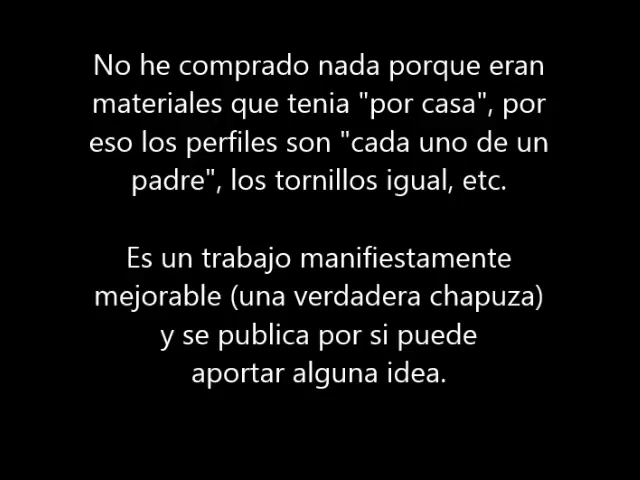 No he comprado nada porque eran
materiales que tenia "por casa", por
eso los perfiles son "cada uno de un
padre", los tornillos igual, etc.
Es un trabajo manifiestamente
mejorable (una verdadera chapuza)
y se publica por si puede
aportar alguna idea.